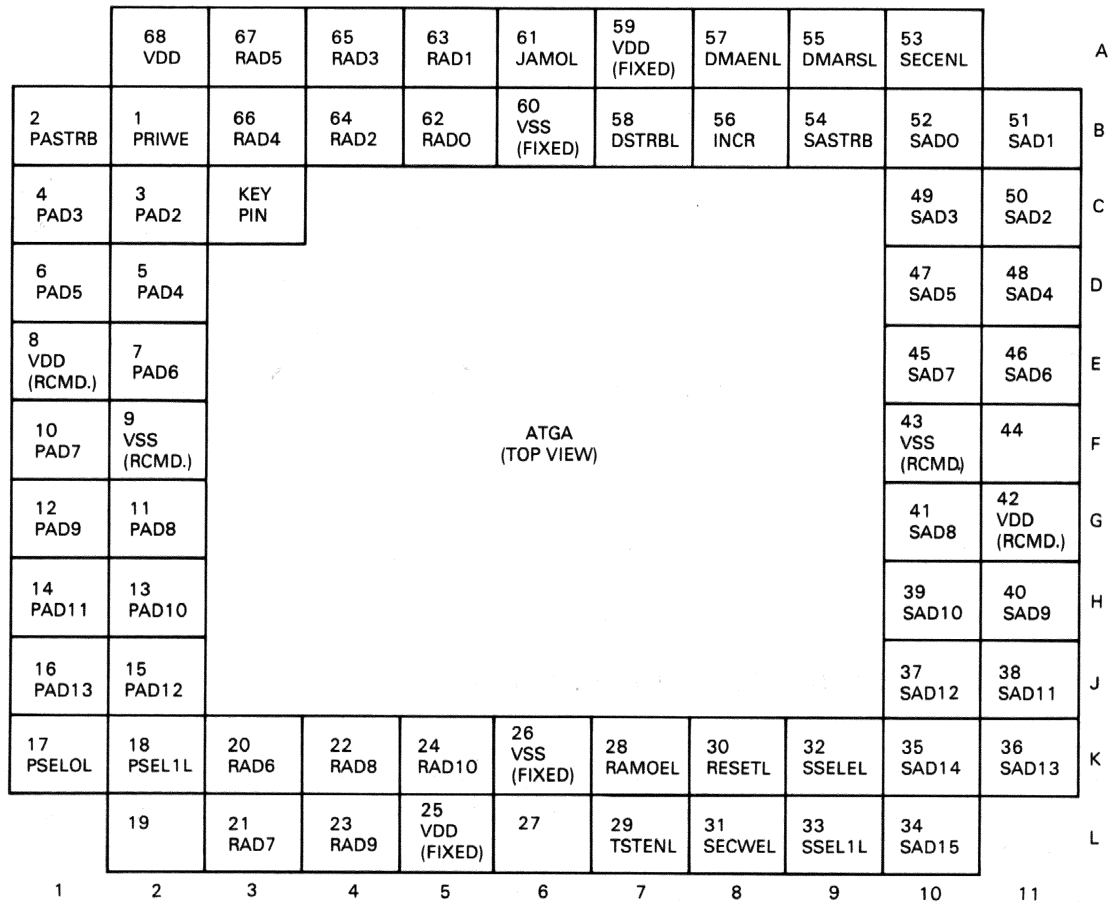 68 67 65 63 61 59 57 55 53
VDD RAD5 RAD3 RAD1 JAMOL VDD (FIXED) DMAENL DMARSL SECENL A
2 1 66 64 62 60 58 56 54 52 51
PASTRB PRIWE RAD4 RAD2 RAD0 VSS (FIXED) DSTRBL INCR SASTRB SAD0 SAD1 B
4 3 KEY 49 50
PAD3 PAD2 PIN SAD3 SAD2 C
6 5 47 48
PAD5 PAD4 SAD5 SAD4 D
8 7 45 46
VDD (RCMD.) PAD6 SAD7 SAD6 E
10 9 ATGA 43 44
PAD7 VSS (RCMD.) (TOP VIEW) VSS (RCMD.) F
12 11 41 42
PAD9 PAD8 SAD8 VDD (RCMD.) G
14 13 39 40
PAD11 PAD10 SAD10 SAD9 H
16 15 37 38
PAD13 PAD12 SAD12 SAD11 J
17 18 20 22 24 26 28 30 32 35 36
PSELOL PSEL1L RAD6 RAD8 RAD10 VSS (FIXED) RAMOEL RESETL SSELEL SAD14 SAD13 K
19 21 23 25 27 29 31 33 34
RAD7 RAD9 VDD (FIXED) TSTENL SECWEL SSEL1L SAD15 L
1 2 3 4 5 6 7 8 9 10 11